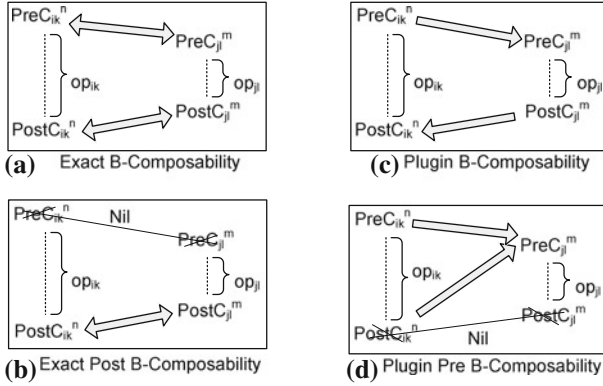 PreC_ik^n
PreC_jl^m
op_ik
op_jl
PostC_jl^m
PostC_ik^n
(a) Exact B-Composability
PreC_ik^n
PreC_jl^m
op_ik
op_jl
PostC_jl^m
PostC_ik^n
(c) Plugin B-Composability
PreC_ik^n
Nil
PreC_jl^m
op_ik
op_jl
PostC_jl^m
PostC_ik^n
(b) Exact Post B-Composability
PreC_ik^n
PreC_jl^m
op_ik
op_jl
PostC_jl^m
PostC_ik^n
Nil
(d) Plugin Pre B-Composability